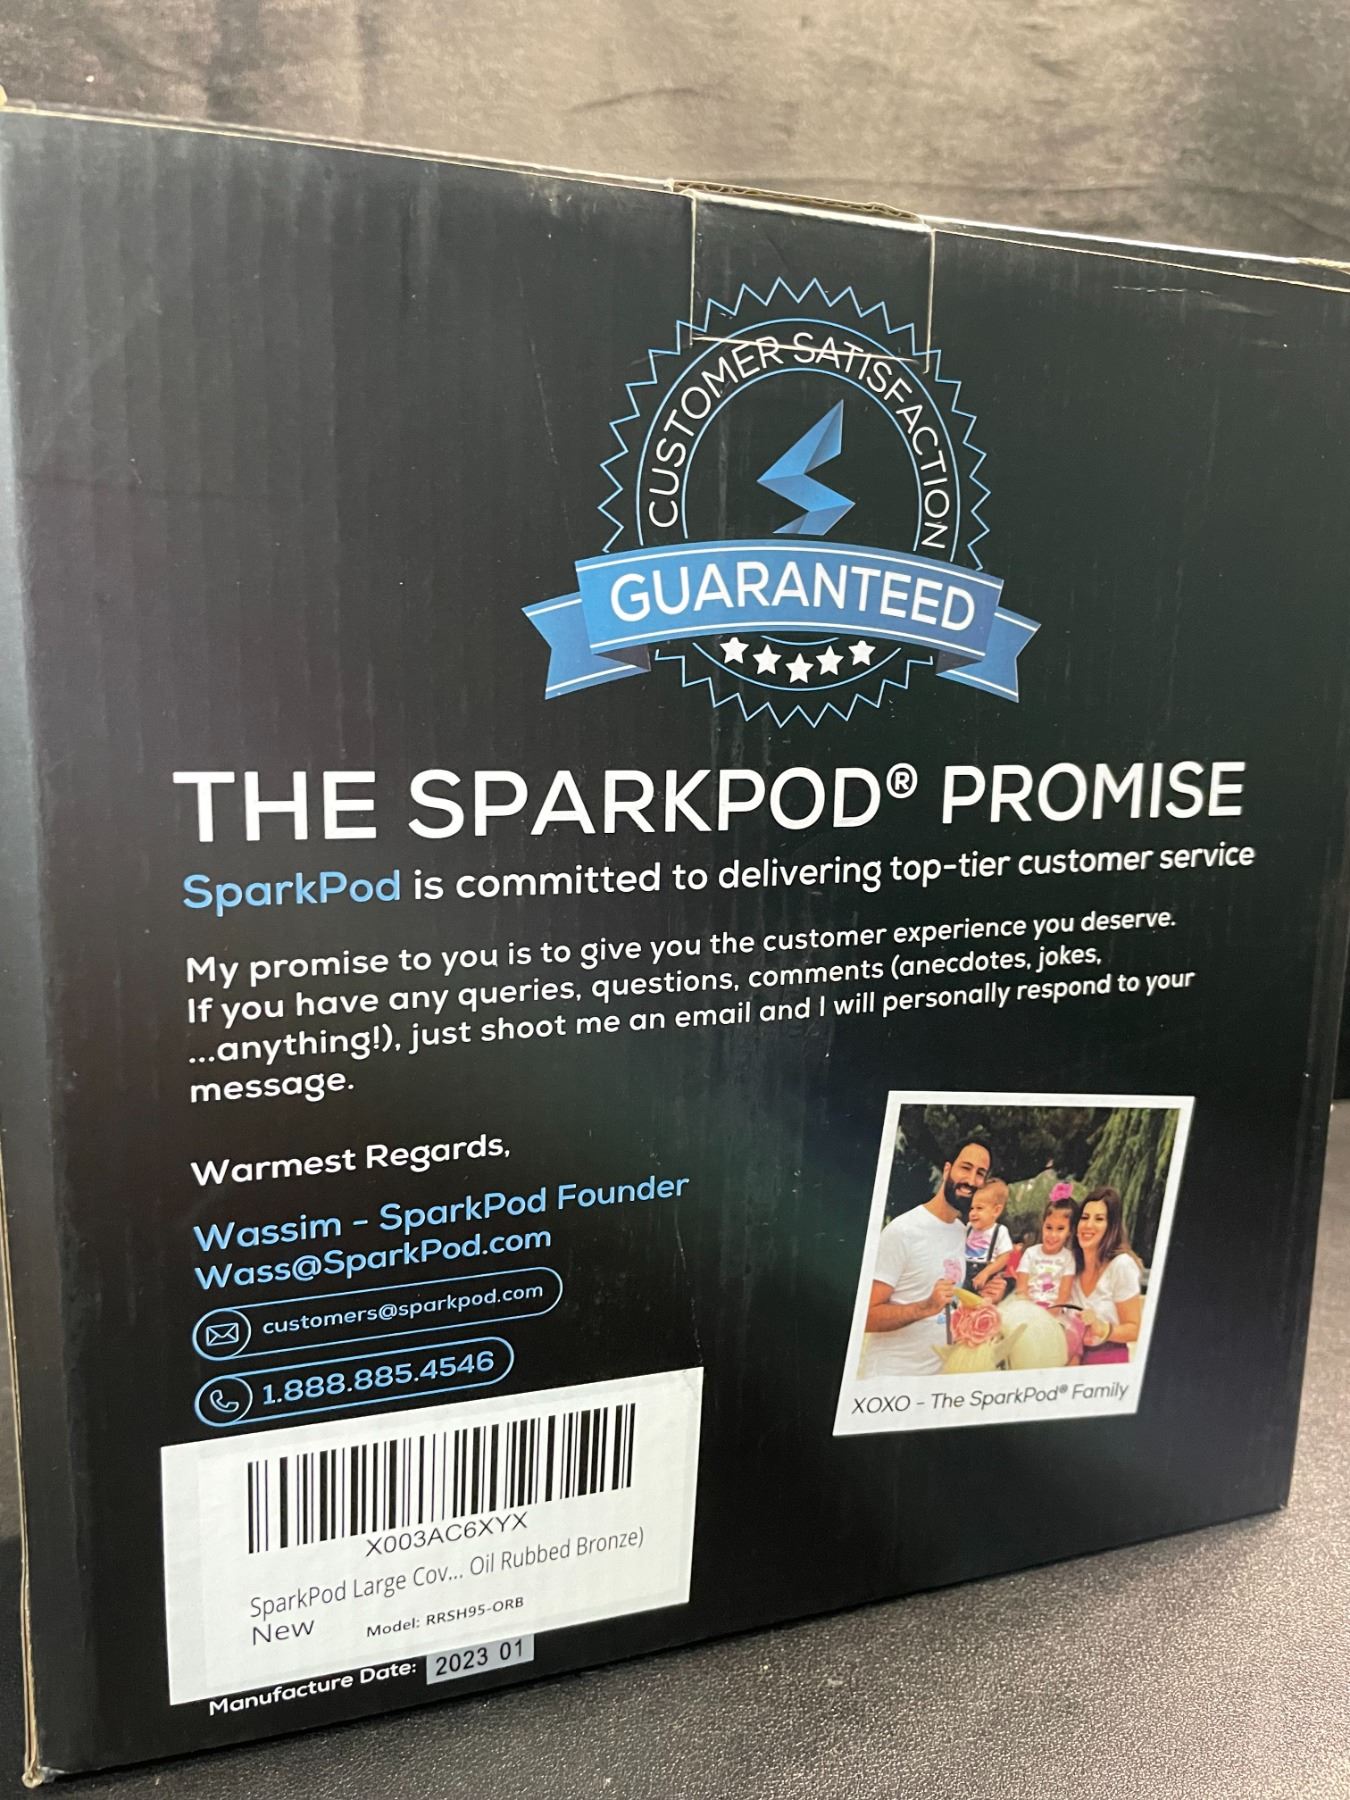 CUSTOMER SATISFACTION
GUARANTEED
THE SPARKPOD® PROMISE
SparkPod is committed to delivering top-tier customer service
My promise to you is to give you the customer experience you deserve.
If you have any queries, questions, comments (anecdotes, jokes,
...anything!), just shoot me an email and I will personally respond to your
message.
Warmest Regards,
Wassim - SparkPod Founder
Wass@SparkPod.com
customers@sparkpod.com
1.888.885.4546
XOXO - The SparkPod® Family
X003AC6XYX
SparkPod Large Cov... Oil Rubbed Bronze)
New Model: RRSH95-ORB
Manufacture Date: 2023 01